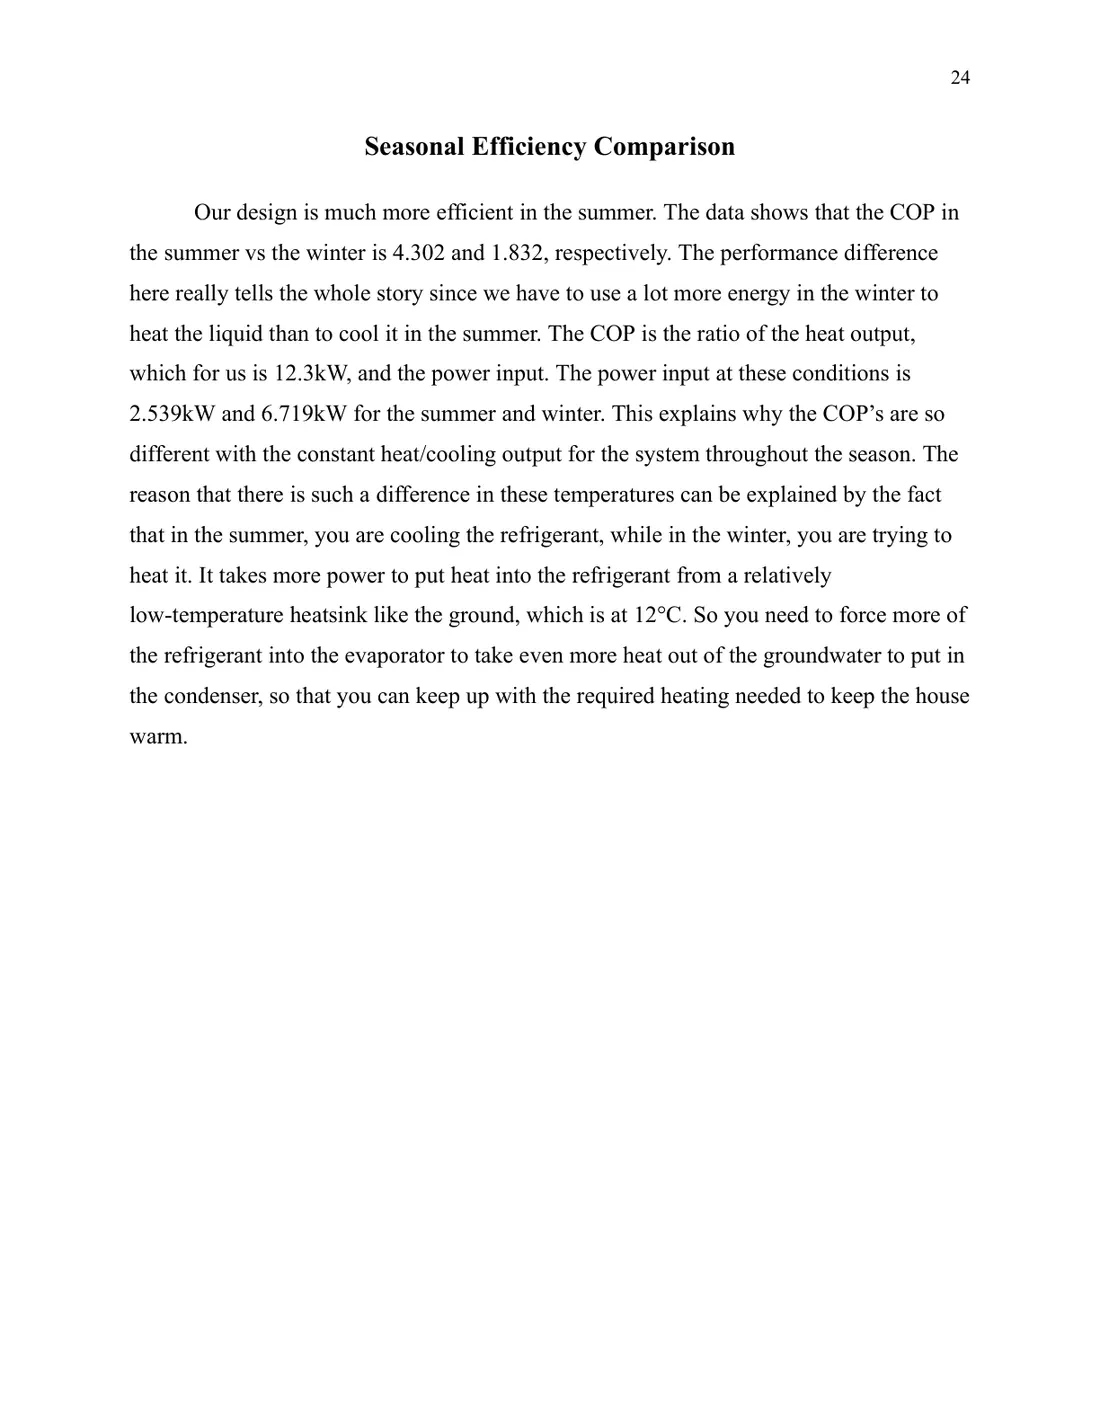 24
Seasonal Efficiency Comparison
Our design is much more efficient in the summer. The data shows that the COP in
the summer vs the winter is 4.302 and 1.832, respectively. The performance difference
here really tells the whole story since we have to use a lot more energy in the winter to
heat the liquid than to cool it in the summer. The COP is the ratio of the heat output,
which for us is 12.3kW, and the power input. The power input at these conditions is
2.539kW and 6.719kW for the summer and winter. This explains why the COP’s are so
different with the constant heat/cooling output for the system throughout the season. The
reason that there is such a difference in these temperatures can be explained by the fact
that in the summer, you are cooling the refrigerant, while in the winter, you are trying to
heat it. It takes more power to put heat into the refrigerant from a relatively
low-temperature heatsink like the ground, which is at 12°C. So you need to force more of
the refrigerant into the evaporator to take even more heat out of the groundwater to put in
the condenser, so that you can keep up with the required heating needed to keep the house
warm.